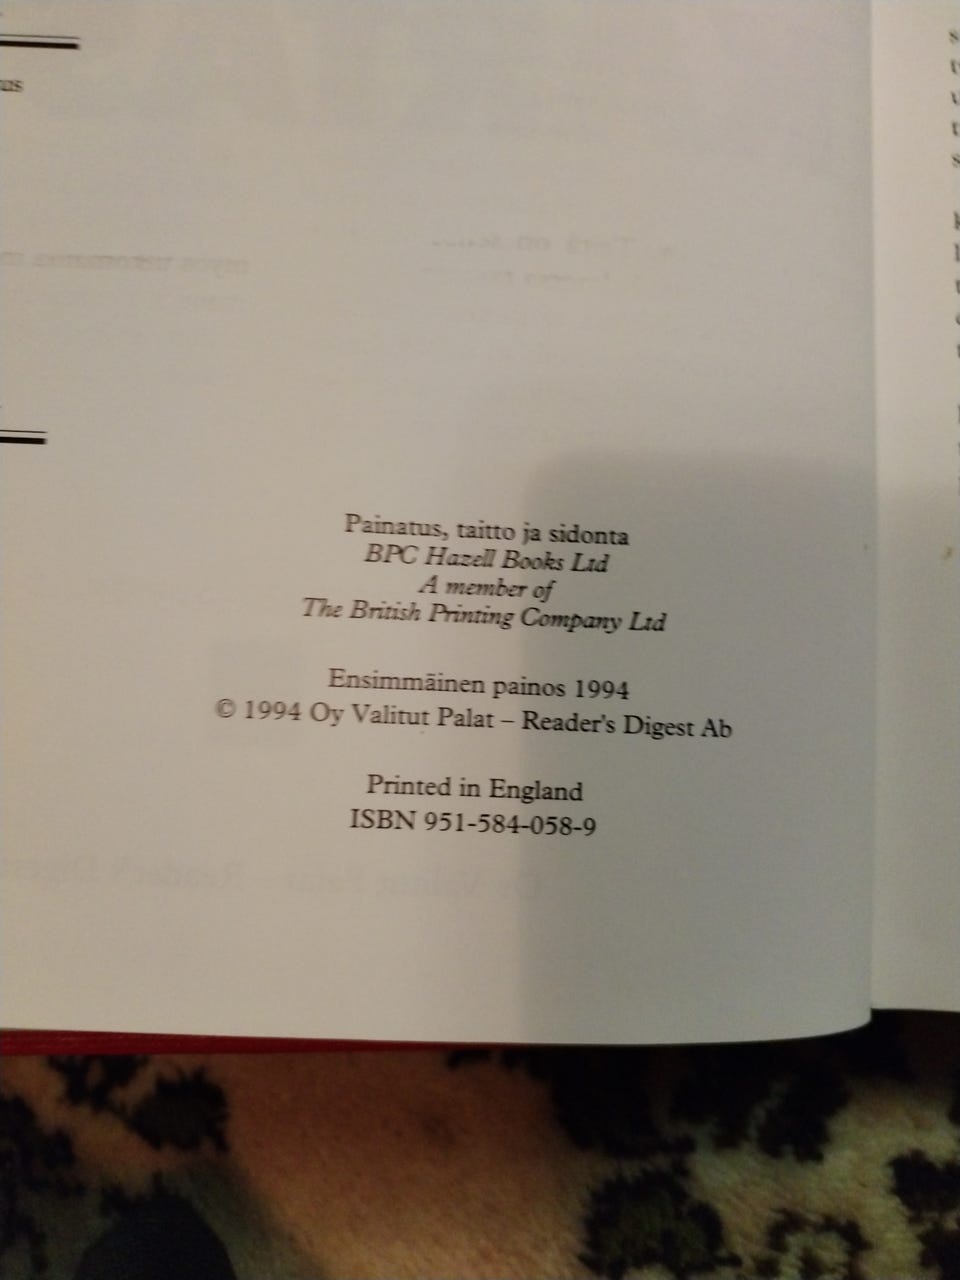 Painatus, taitto ja sidonta
BPC Hazell Books Ltd
A member of
The British Printing Company Ltd
Ensimmäinen painos 1994
© 1994 Oy Valitut Palat – Reader's Digest Ab
Printed in England
ISBN 951-584-058-9